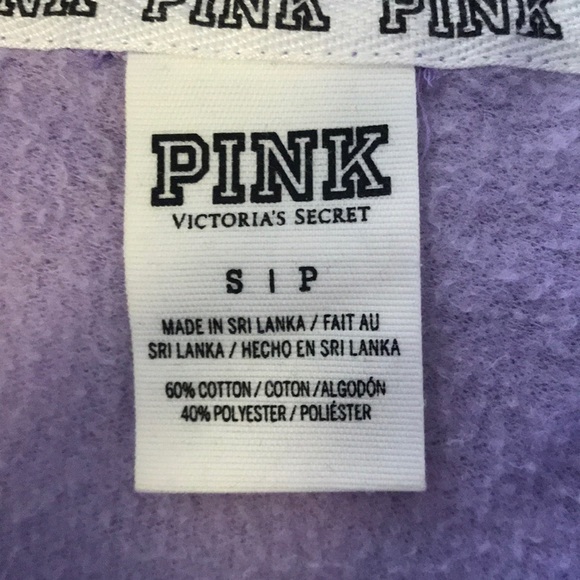 PINK PINK PINK
PINK
VICTORIA'S SECRET
S | P
MADE IN SRI LANKA / FAIT AU
SRI LANKA / HECHO EN SRI LANKA
60% COTTON / COTON / ALGODÓN
40% POLYESTER / POLIÉSTER